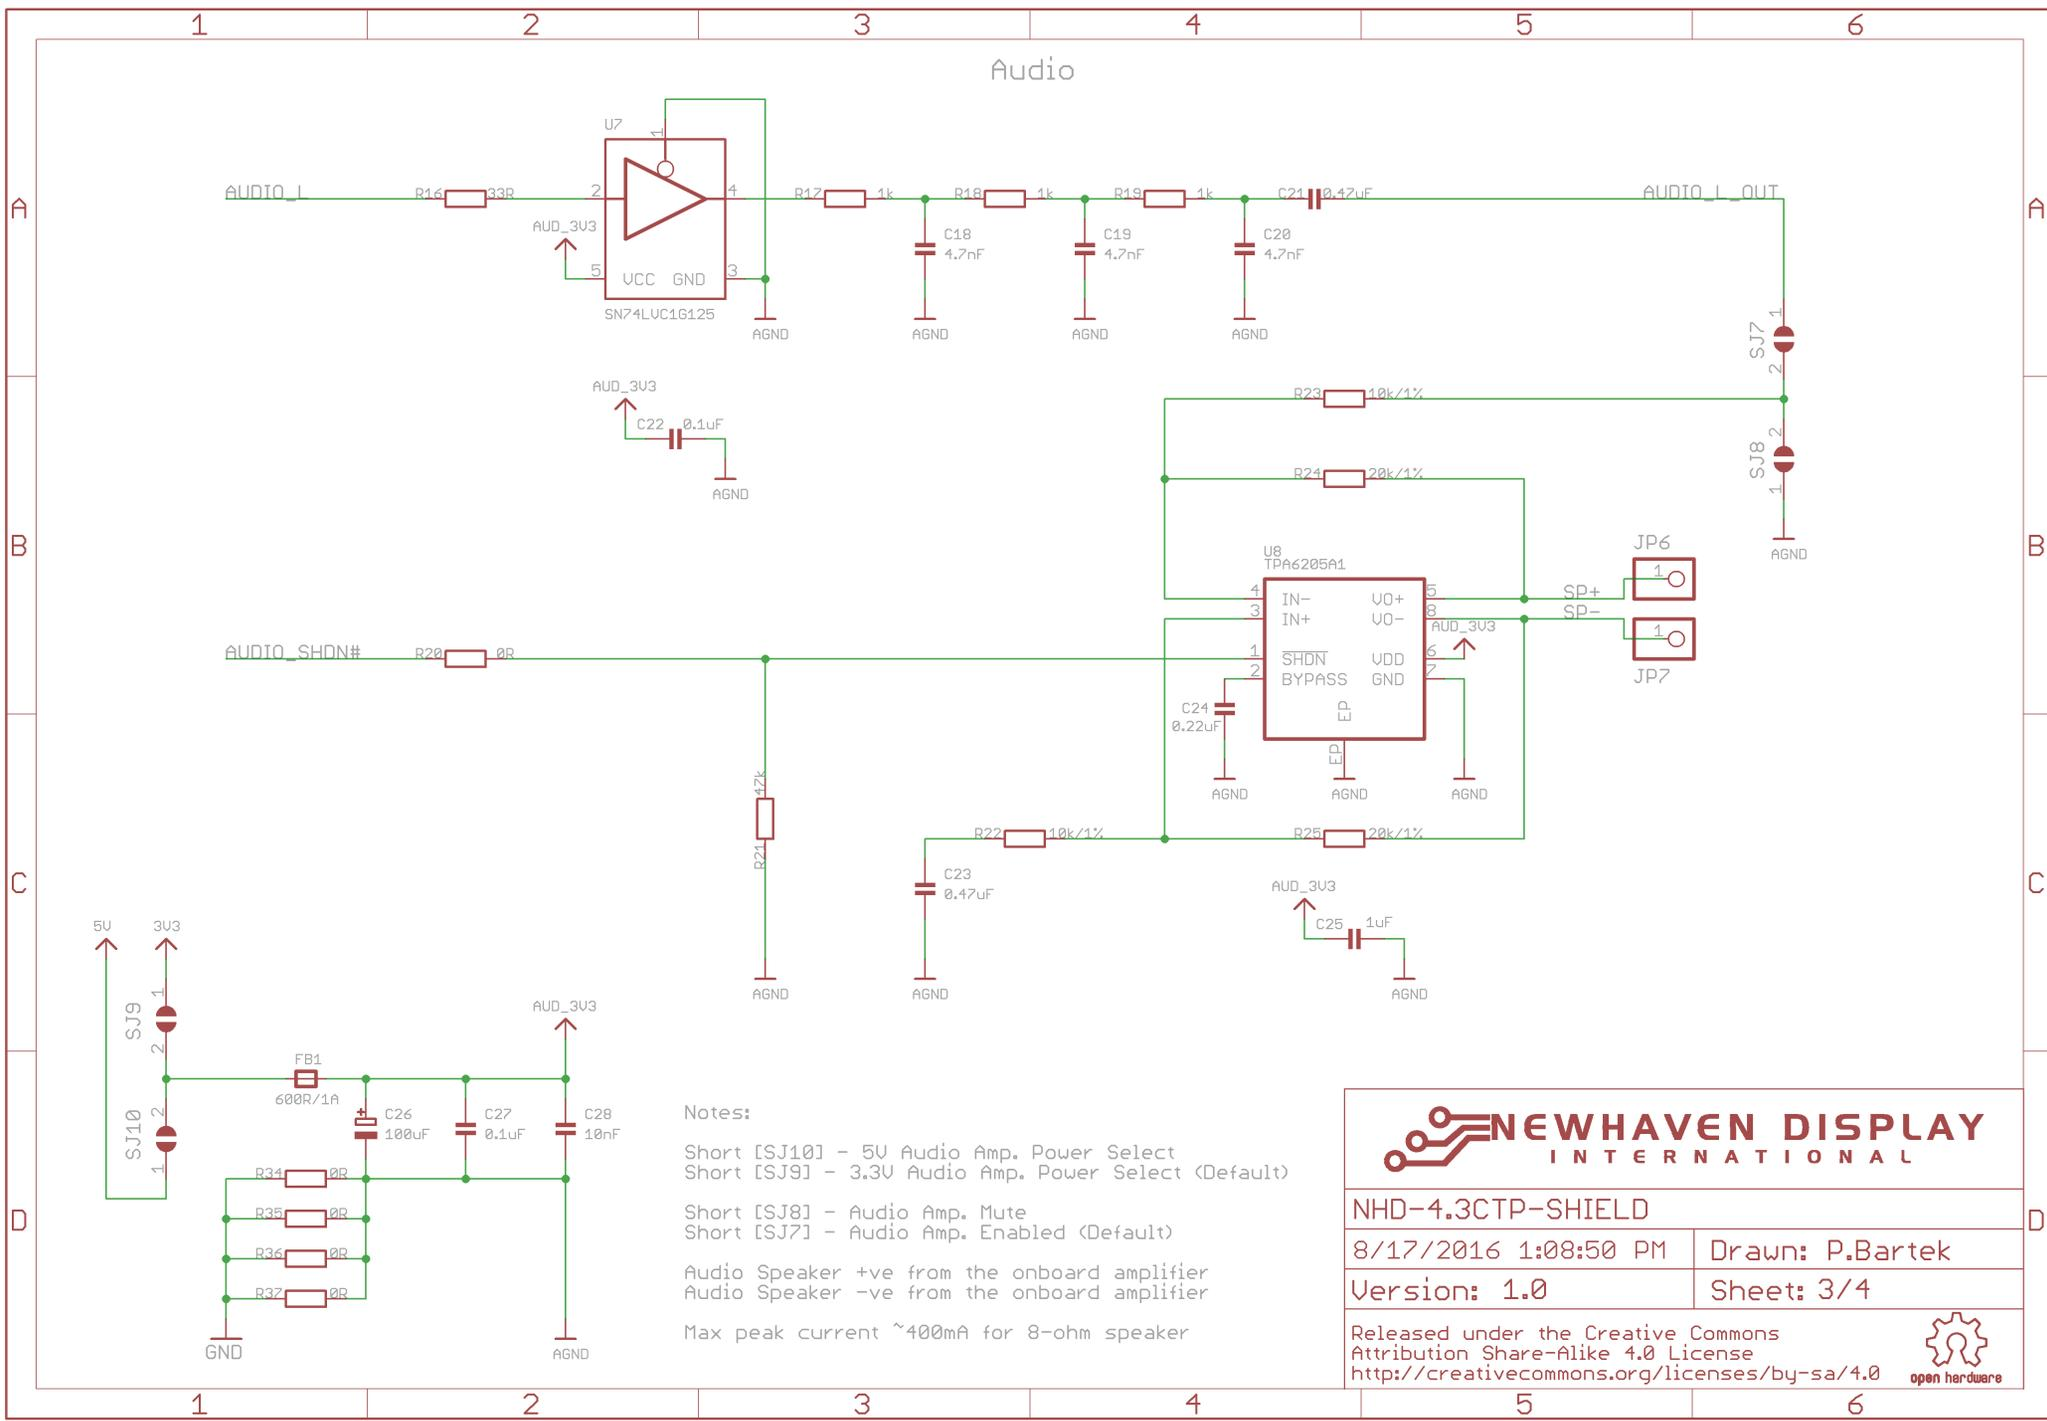 1 2 3 4 5 6
Audio
A A
U7
1
AUDIO_L R16 33R 2 4 R17 1k R18 1k R19 1k C21 0.47uF AUDIO_L_OUT
AUD_3V3
C18
4.7nF
C19
4.7nF
C20
4.7nF
5 VCC GND 3
SN74LVC1G125
AGND AGND AGND AGND
1
SJ7
2
AUD_3V3
C22 0.1uF
AGND
R23 10k/1%
2
SJ8
1
AGND
R24 20k/1%
B B
U8
TPA6205A1
4 IN- VO+ 5 SP+
3 IN+ VO- 8 SP-
JP6
1
1
JP7
AUD_3V3
AUDIO_SHDN# R20 0R 1 SHDN VDD 6
2 BYPASS GND 7
C24
0.22uF
EP
EP
AGND AGND AGND
47k
R21
AGND
R22 10k/1% R25 20k/1%
C C
C23
0.47uF
AGND
AUD_3V3
C25 1uF
AGND
5V 3V3
1
SJ9
2
AUD_3V3
FB1
600R/1A
2
SJ10
1
C26
100uF
C27
0.1uF
C28
10nF
R34 0R
R35 0R
R36 0R
R37 0R
GND
AGND
D D
Notes:
Short [SJ10] - 5V Audio Amp. Power Select
Short [SJ9] - 3.3V Audio Amp. Power Select (Default)
Short [SJ8] - Audio Amp. Mute
Short [SJ7] - Audio Amp. Enabled (Default)
Audio Speaker +ve from the onboard amplifier
Audio Speaker -ve from the onboard amplifier
Max peak current ~400mA for 8-ohm speaker
NEWHAVEN DISPLAY
INTERNATIONAL
NHD-4.3CTP-SHIELD
8/17/2016 1:08:50 PM Drawn: P.Bartek
Version: 1.0 Sheet: 3/4
Released under the Creative Commons
Attribution Share-Alike 4.0 License
http://creativecommons.org/licenses/by-sa/4.0
open hardware
1 2 3 4 5 6